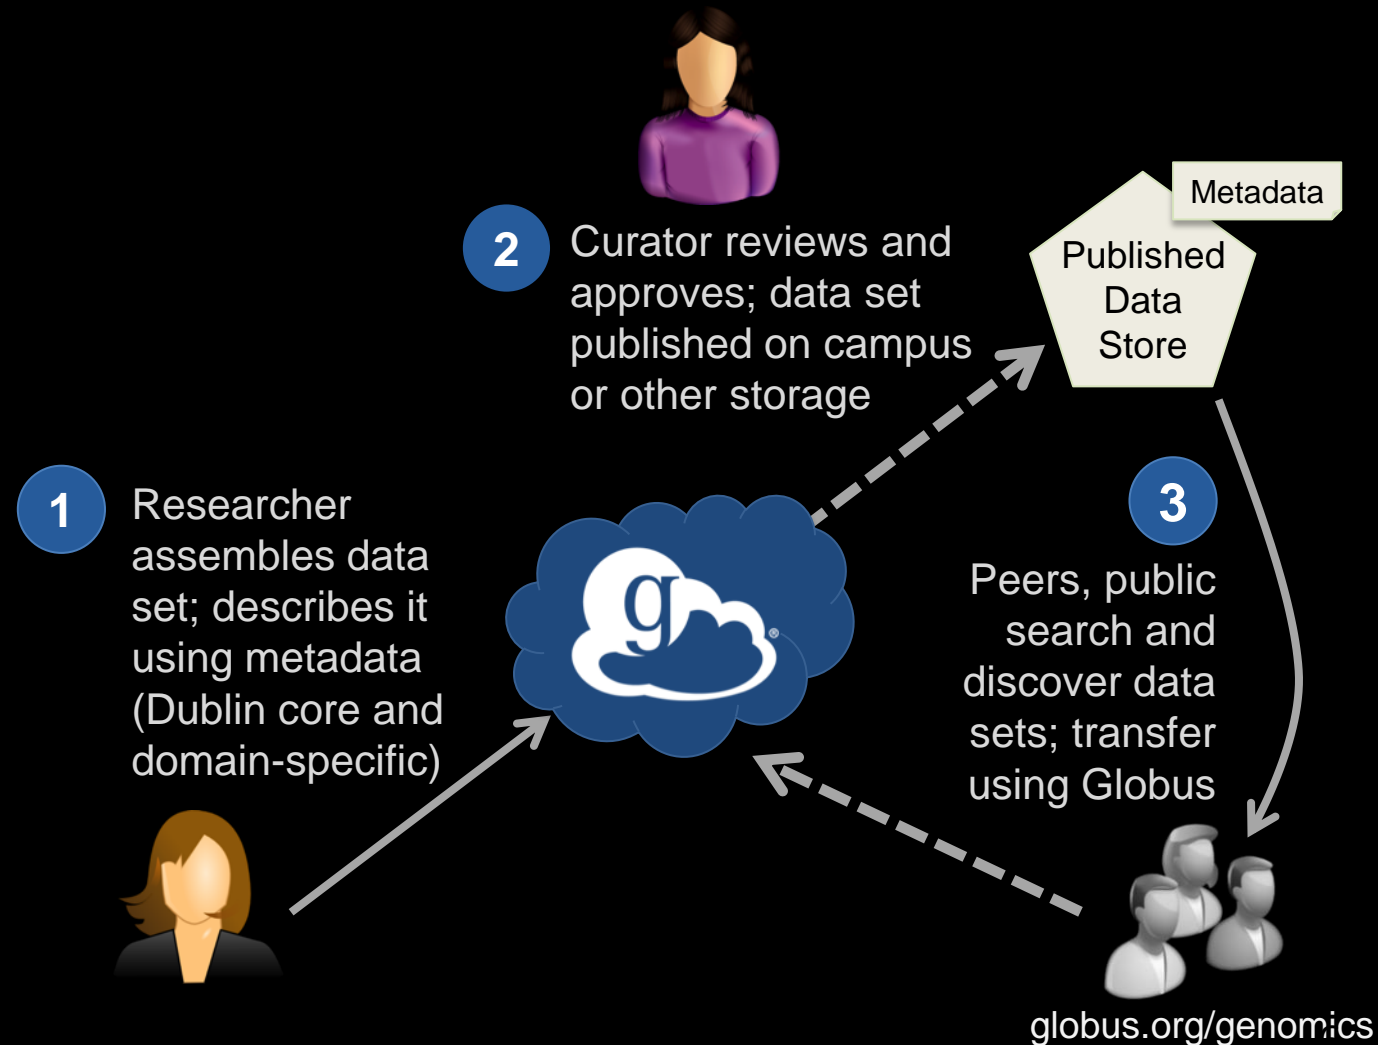 Metadata
Published
Data
Store
2
Curator reviews and
approves; data set
published on campus
or other storage
1
Researcher
assembles data
set; describes it
using metadata
(Dublin core and
domain-specific)
g
®
3
Peers, public
search and
discover data
sets; transfer
using Globus
globus.org/genomics